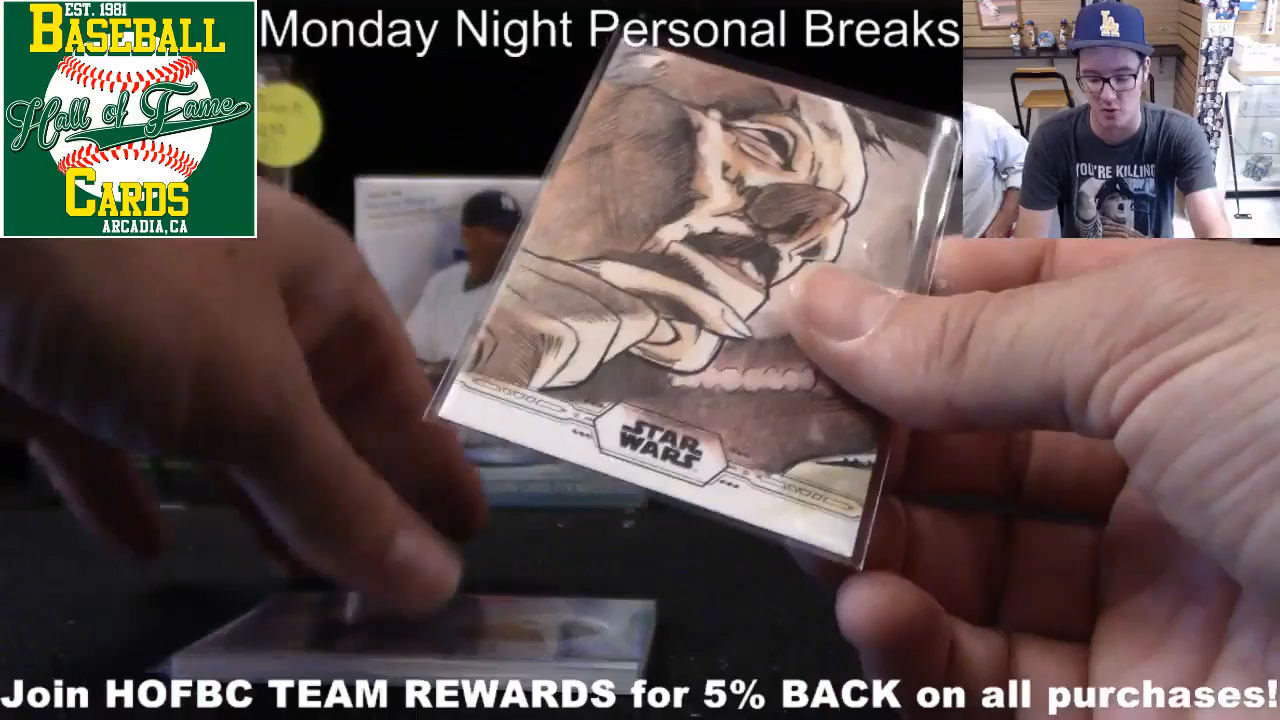 EST. 1981
BASEBALL
Hall of Fame
CARDS
ARCADIA, CA
Monday Night Personal Breaks
YOU'RE KILLING
STAR
WARS
Join HOFBC TEAM REWARDS for 5% BACK on all purchases!